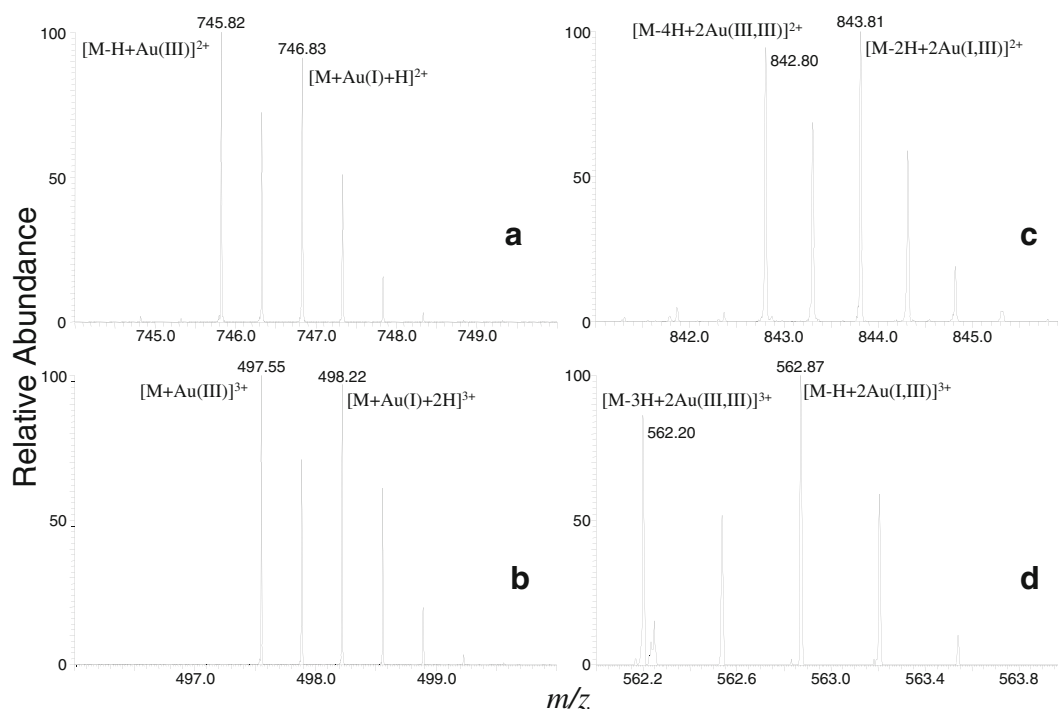 745.82
[M-H+Au(III)]²⁺
746.83
[M+Au(I)+H]²⁺
100
50
0
745.0 746.0 747.0 748.0 749.0
a
[M-4H+2Au(III,III)]²⁺
843.81
842.80
[M-2H+2Au(I,III)]²⁺
100
50
0
842.0 843.0 844.0 845.0
c
Relative Abundance
497.55
[M+Au(III)]³⁺
498.22
[M+Au(I)+2H]³⁺
100
50
0
497.0 498.0 499.0
b
562.87
[M-3H+2Au(III,III)]³⁺
[M-H+2Au(I,III)]³⁺
562.20
100
50
0
562.2 562.6 563.0 563.4 563.8
d
m/z